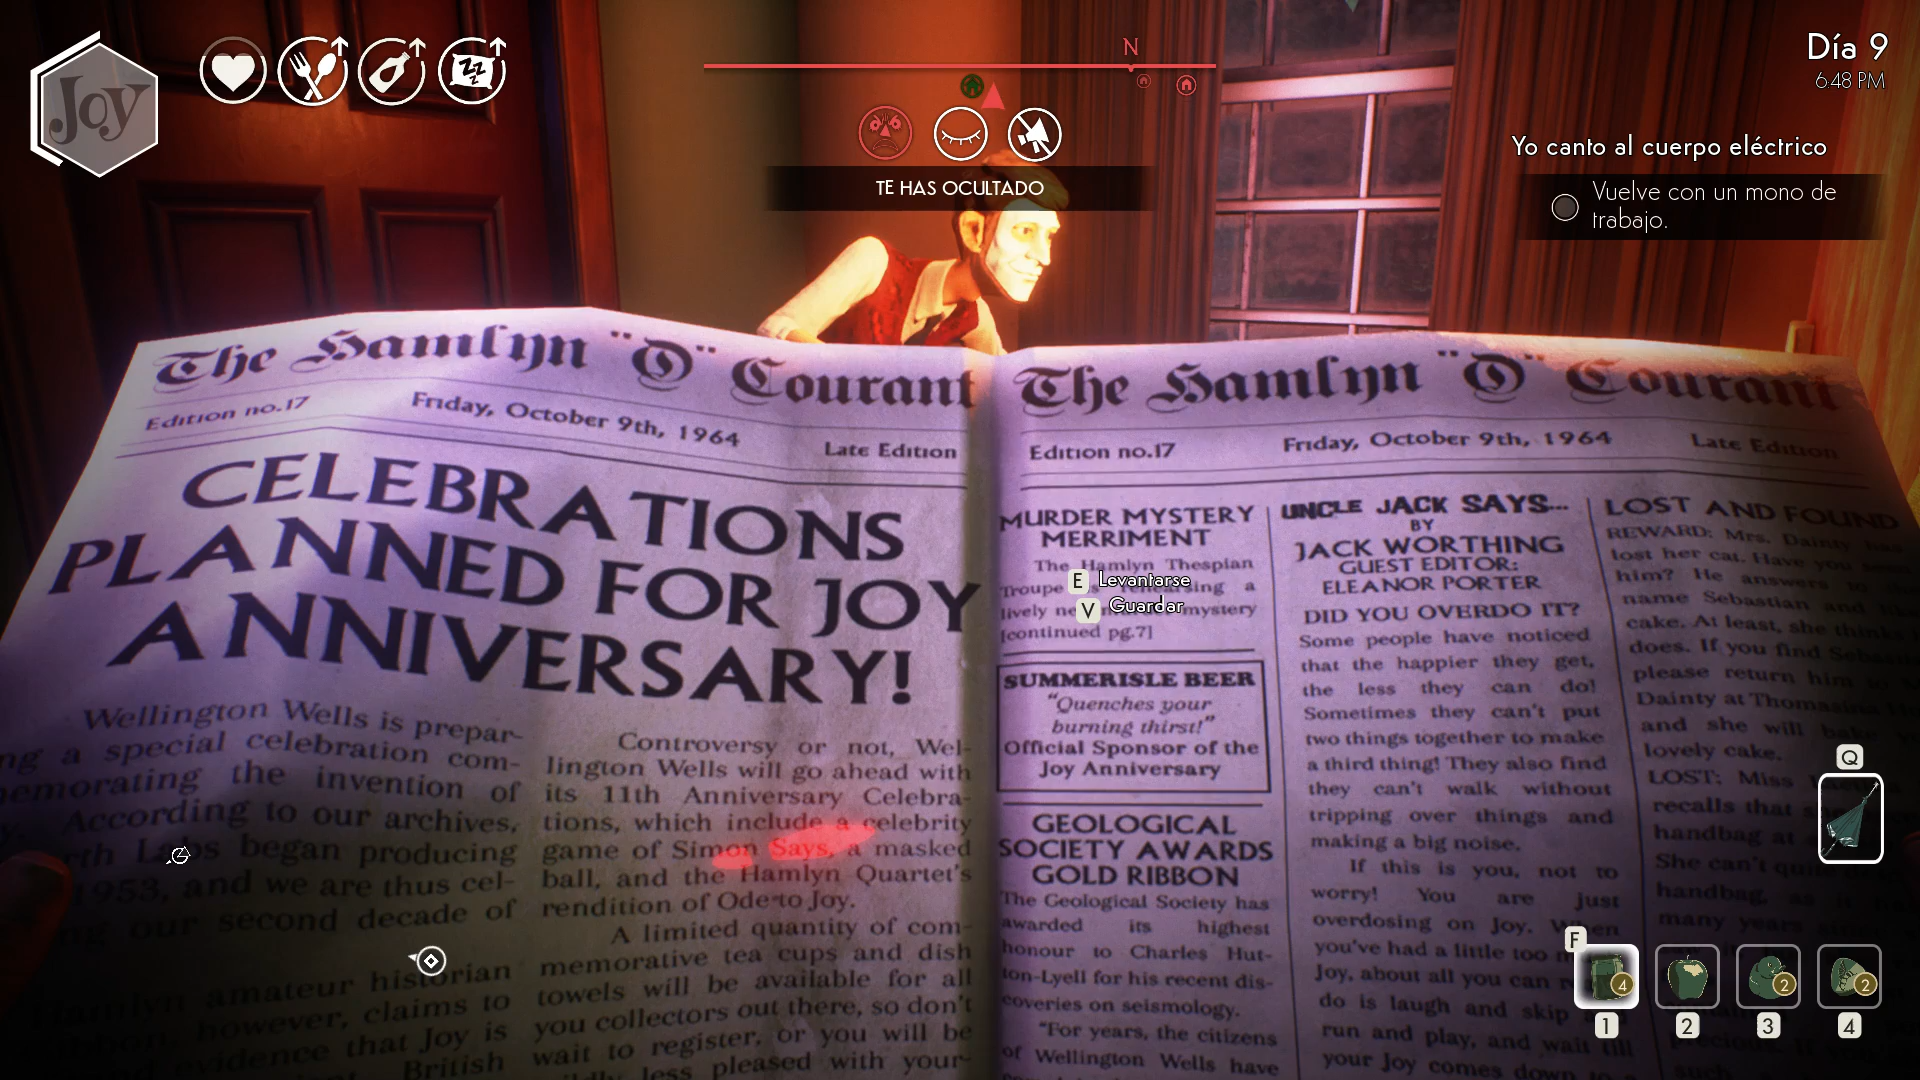 Joy
N
Día 9
6:48 PM
TE HAS OCULTADO
Yo canto al cuerpo eléctrico
Vuelve con un mono de
trabajo.
The Hamlyn "O" Courant
Edition no.17
Friday, October 9th, 1964
Late Edition
CELEBRATIONS
PLANNED FOR JOY
ANNIVERSARY!
Wellington Wells is prepar-
a special celebration com-
the invention of
According to our archives,
began producing
1953, and we are thus cel-
our second decade of
amateur historian
however, claims to
that Joy is
British
Controversy or not, Wel-
lington Wells will go ahead with
its 11th Anniversary Celebra-
tions, which include a celebrity
game of Simon Says, a masked
ball, and the Hamlyn Quartet's
rendition of Ode to Joy.
A limited quantity of com-
memorative tea cups and dish
towels will be available for all
you collectors out there, so don't
wait to register, or you will be
less pleased with your-
The Hamlyn "O" Courant
Edition no.17
Friday, October 9th, 1964
Late Edition
MURDER MYSTERY
MERRIMENT
The Hamlyn Thespian
Troupe rehearsing a
lively mystery
[continued pg.7]
SUMMERISLE BEER
"Quenches your
burning thirst!"
Official Sponsor of the
Joy Anniversary
GEOLOGICAL
SOCIETY AWARDS
GOLD RIBBON
The Geological Society has
awarded its highest
honour to Charles Hut-
ton-Lyell for his recent dis-
coveries on seismology.
"For years, the citizens
of Wellington Wells have
UNCLE JACK SAYS...
BY
JACK WORTHING
GUEST EDITOR:
ELEANOR PORTER
DID YOU OVERDO IT?
Some people have noticed
that the happier they get,
the less they can do!
Sometimes they can't put
two things together to make
a third thing! They also find
they can't walk without
tripping over things and
making a big noise.
If this is you, not to
worry! You are just
overdosing on Joy. When
you've had a little too
Joy, about all you can
do is laugh and skip
run and play, and wait till
your Joy comes down
LOST AND FOUND
REWARD: Mrs. Dainty has
lost her cat. Have you
him? He answers
name Sebastian and
cake. At least, she thinks
does. If you find
please return him
Dainty at Thomasina
and she will bake
lovely cake.
LOST: Miss
recalls that
handbag at
She can't
handbag, as
many years
E Levantarse
V Guardar
Q
F
4
2
2
1
2
3
4